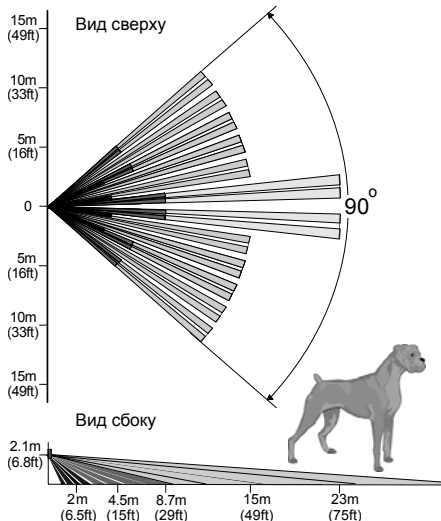 Вид сверху
15m
(49ft)
10m
(33ft)
5m
(16ft)
0
90°
5m
(16ft)
10m
(33ft)
15m
(49ft)
Вид сбоку
2.1m
(6.8ft)
2m 4.5m 8.7m 15m 23m
(6.5ft) (15ft) (29ft) (49ft) (75ft)